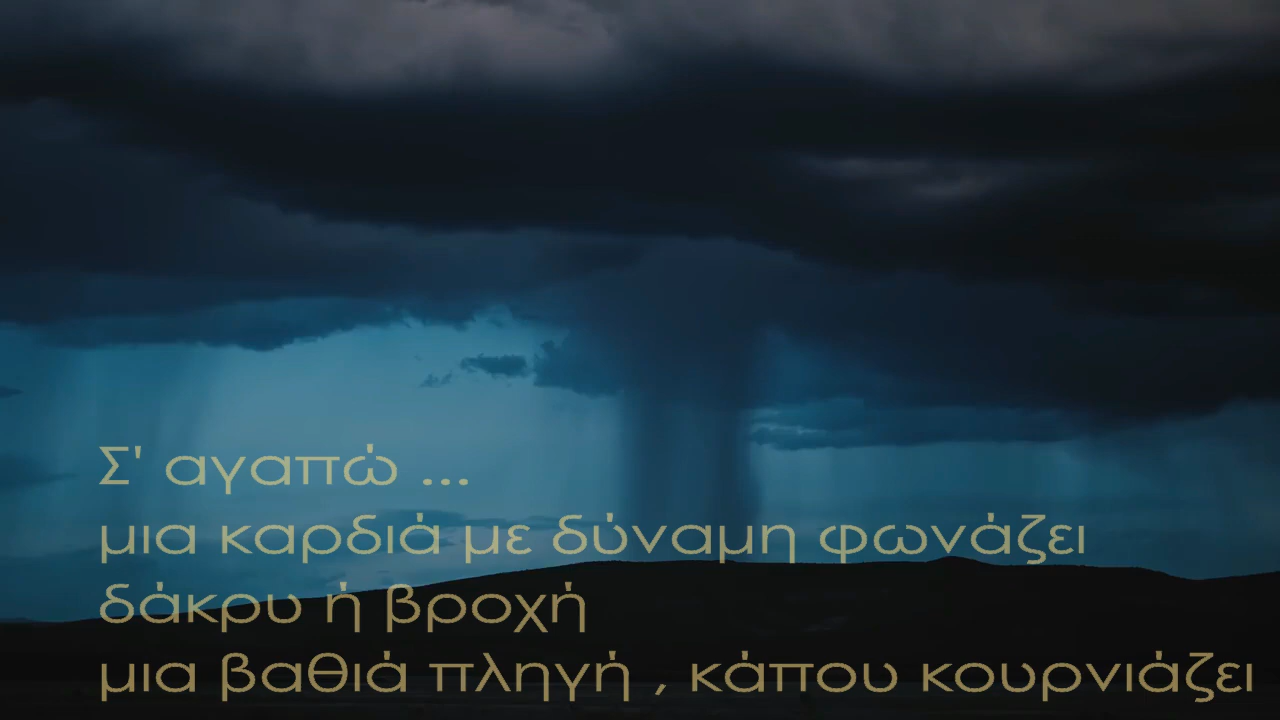 Σ' αγαπώ ...
μια καρδιά με δύναμη φωνάζει
δάκρυ ή βροχή
μια βαθιά πληγή , κάπου κουρνιάζει